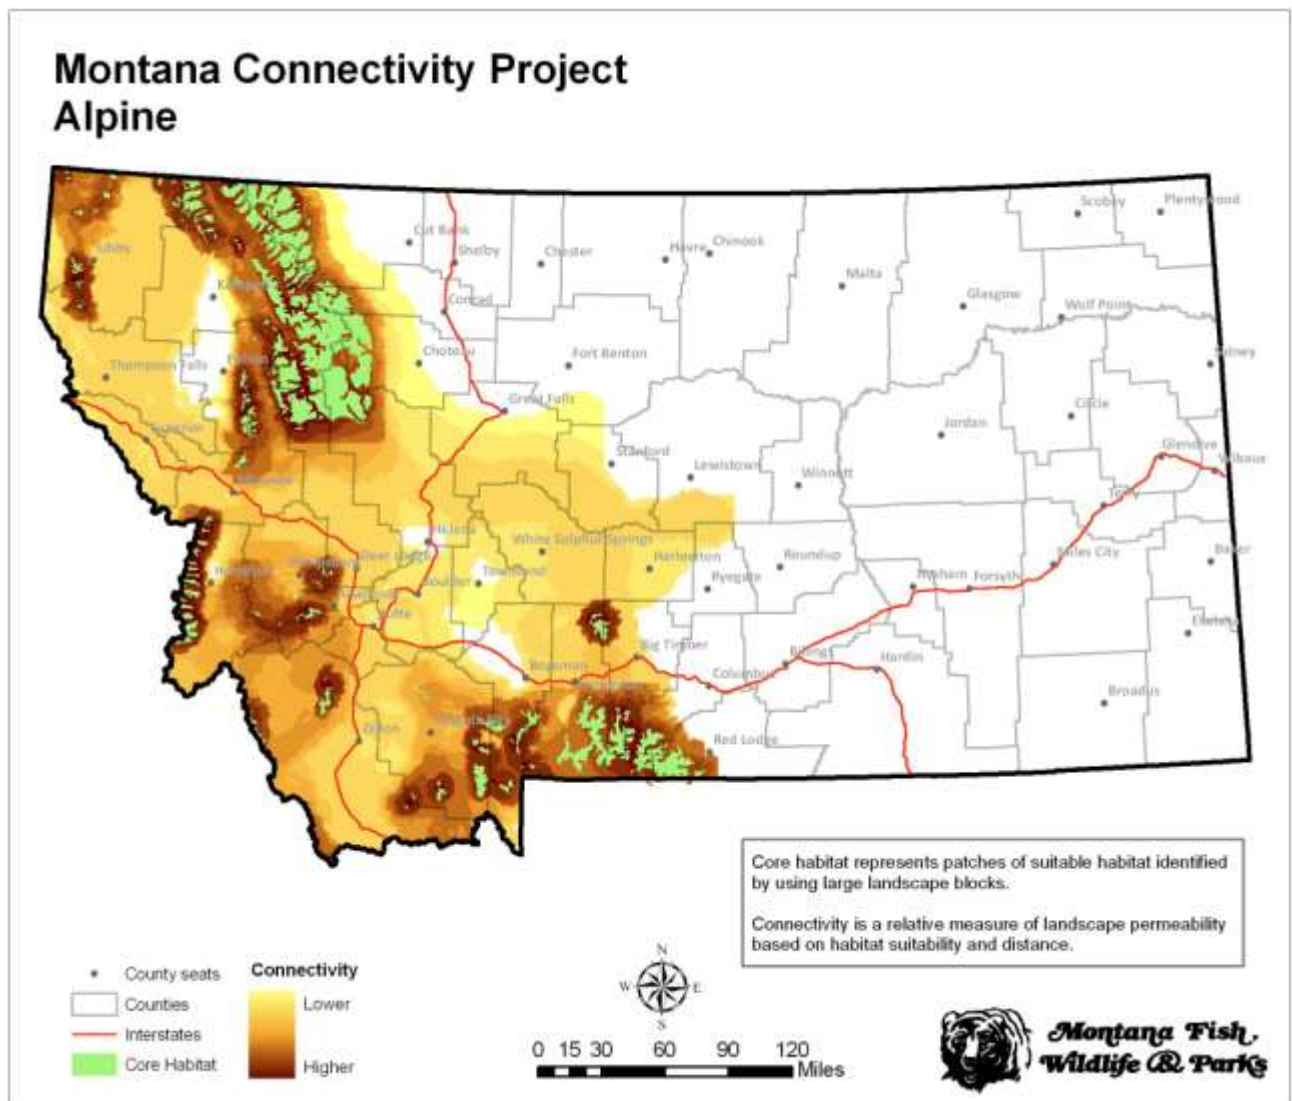 Montana Connectivity Project
Alpine
Scobey
Plentywood
Cut Bank
Shelby
Chester
Havre
Chinook
Malta
Glasgow
Wolf Point
Libby
Conrad
Choteau
Fort Benton
Sidney
Thompson Falls
Great Falls
Circle
Jordan
Superior
Stanford
Lewistown
Winnett
Glendive
Wibaux
Terry
Helena
White Sulphur Springs
Deer Lodge
Harlowton
Roundup
Miles City
Baker
Boulder
Townsend
Ryegate
Hysham
Forsyth
Butte
Big Timber
Billings
Hardin
Bozeman
Columbus
Broadus
Dillon
Red Lodge
Core habitat represents patches of suitable habitat identified
by using large landscape blocks.
Connectivity is a relative measure of landscape permeability
based on habitat suitability and distance.
County seats
Counties
Interstates
Core Habitat
Connectivity
Lower
Higher
N
W E
S
0 15 30 60 90 120
Miles
Montana Fish,
Wildlife & Parks